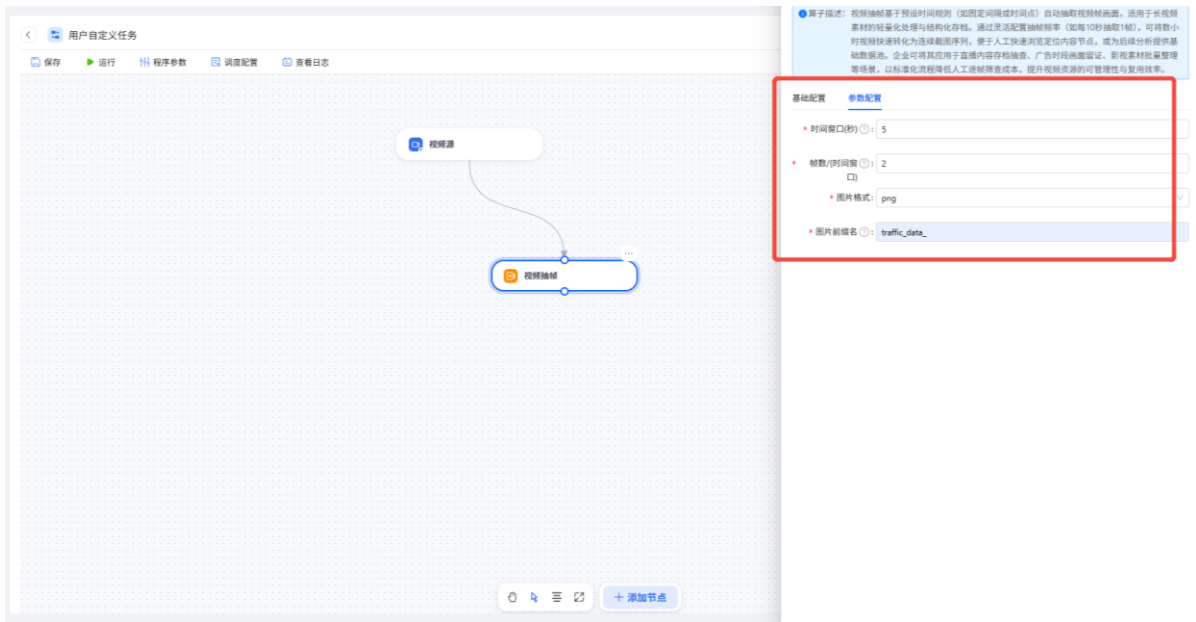 用户自定义任务
保存 运行 程序参数 调度配置 查看日志
视频源
视频抽帧
添加节点
算子描述: 视频抽帧基于预设时间规则（如固定间隔或时间点）自动抽取视频帧画面，适用于长视频
素材的轻量化处理与结构化存档。通过灵活配置抽帧频率（如每10秒抽取1帧），可将数小
时视频快速转化为连续截图序列，便于人工快速浏览定位内容节点，或为后续分析提供基
础数据池。企业可将其应用于直播内容存档抽查、广告时段画面留证、影视素材批量整理
等场景，以标准化流程降低人工逐帧筛查成本，提升视频资源的可管理性与复用效率。
基础配置 参数配置
* 时间窗口(秒) ? : 5
* 帧数/(时间窗 ? : 2
口)
* 图片格式: png
* 图片前缀名 ? : traffic_data_